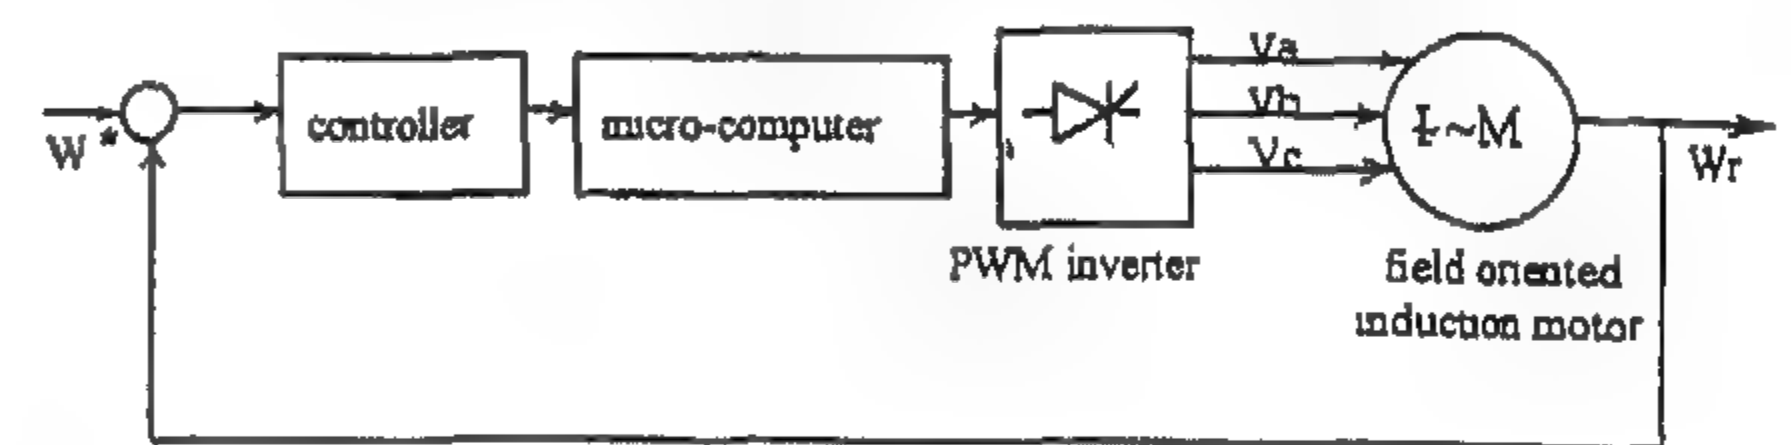 W *
controller
micro-computer
PWM inverter
Va
Vb
Vc
I~M
field oriented
induction motor
Wr